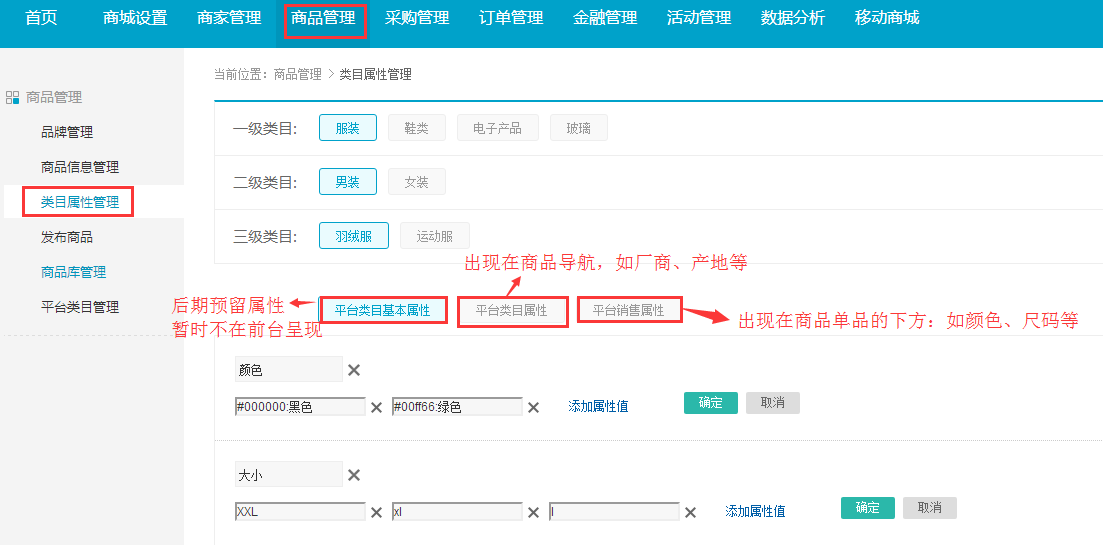 首页 商城设置 商家管理 商品管理 采购管理 订单管理 金融管理 活动管理 数据分析 移动商城
当前位置：商品管理 > 类目属性管理
商品管理
品牌管理
商品信息管理
类目属性管理
发布商品
商品库管理
平台类目管理
一级类目： 服装 鞋类 电子产品 玻璃
二级类目： 男装 女装
三级类目： 羽绒服 运动服
出现在商品导航，如厂商、产地等
后期预留属性
暂时不在前台呈现
平台类目基本属性 平台类目属性 平台销售属性
出现在商品单品的下方：如颜色、尺码等
颜色
#000000:黑色 #00ff66:绿色 添加属性值 确定 取消
大小
XXL xl l 添加属性值 确定 取消